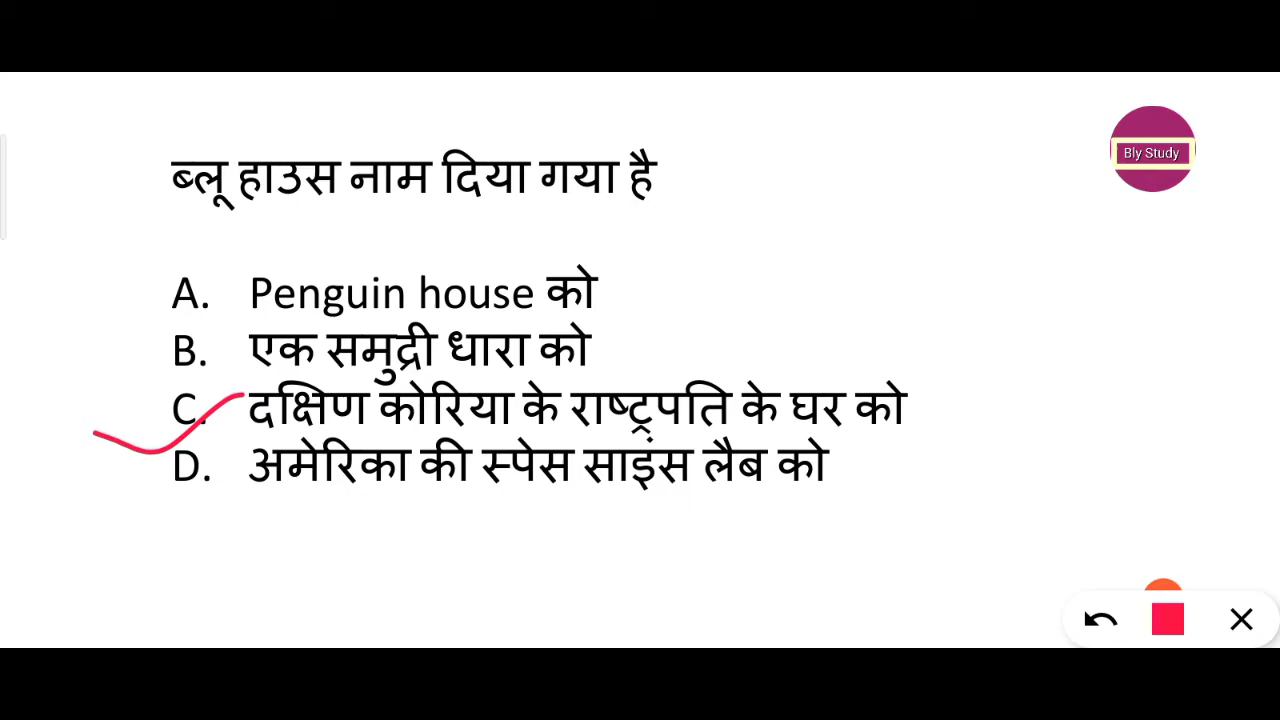 Bly Study
ब्लू हाउस नाम दिया गया है
A. Penguin house को
B. एक समुद्री धारा को
C. दक्षिण कोरिया के राष्ट्रपति के घर को
D. अमेरिका की स्पेस साइंस लैब को